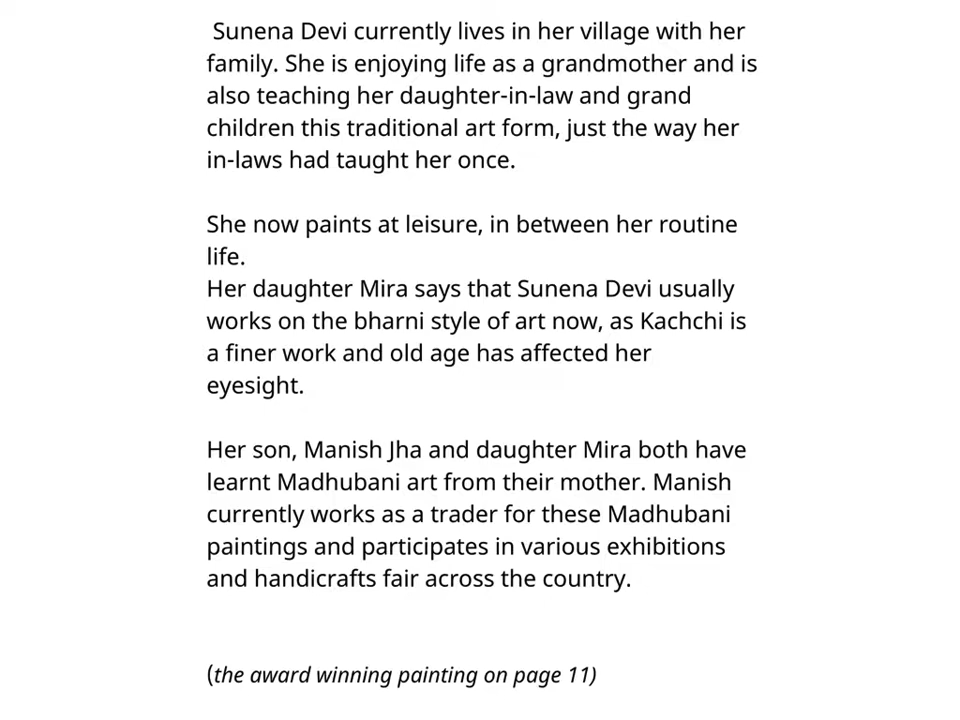 Sunena Devi currently lives in her village with her
family. She is enjoying life as a grandmother and is
also teaching her daughter-in-law and grand
children this traditional art form, just the way her
in-laws had taught her once.
She now paints at leisure, in between her routine
life.
Her daughter Mira says that Sunena Devi usually
works on the bharni style of art now, as Kachchi is
a finer work and old age has affected her
eyesight.
Her son, Manish Jha and daughter Mira both have
learnt Madhubani art from their mother. Manish
currently works as a trader for these Madhubani
paintings and participates in various exhibitions
and handicrafts fair across the country.
(the award winning painting on page 11)